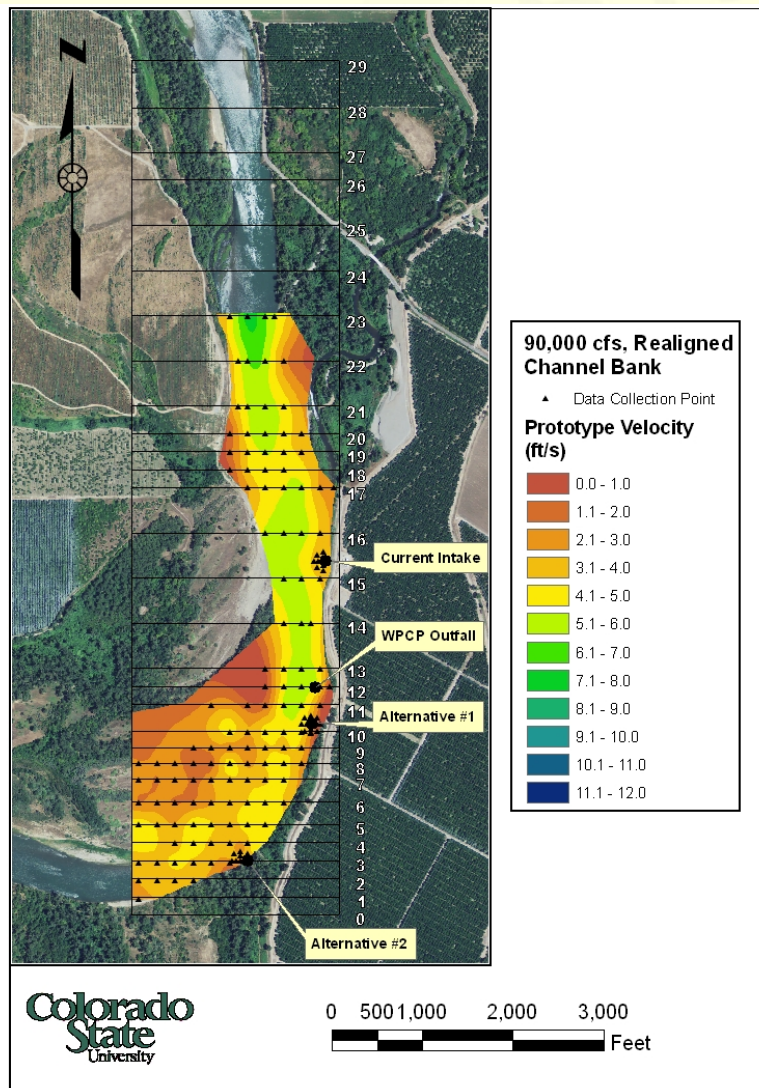 N
29
28
27
26
25
24
23
22
21
20
19
18
17
16
15
14
13
12
11
10
9
8
7
6
5
4
3
2
1
0
Current Intake
WPCP Outfall
Alternative #1
Alternative #2
90,000 cfs, Realigned
Channel Bank
Data Collection Point
Prototype Velocity
(ft/s)
0.0 - 1.0
1.1 - 2.0
2.1 - 3.0
3.1 - 4.0
4.1 - 5.0
5.1 - 6.0
6.1 - 7.0
7.1 - 8.0
8.1 - 9.0
9.1 - 10.0
10.1 - 11.0
11.1 - 12.0
Colorado
State
University
0 500 1,000 2,000 3,000
Feet